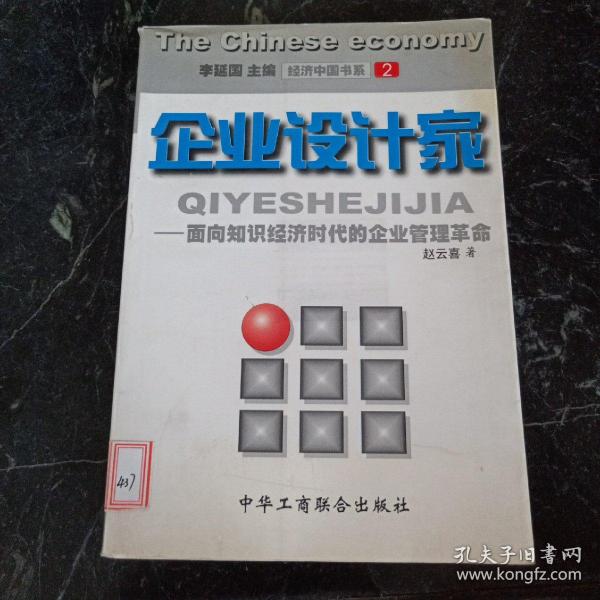 The Chinese economy
李延国 主编 经济中国书系 2
企业设计家
QIYESHEJIJIA
——面向知识经济时代的企业管理革命
赵云喜 著
437
中华工商联合出版社
孔夫子旧书网
www.kongfz.com